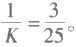 1/K = 3/25。